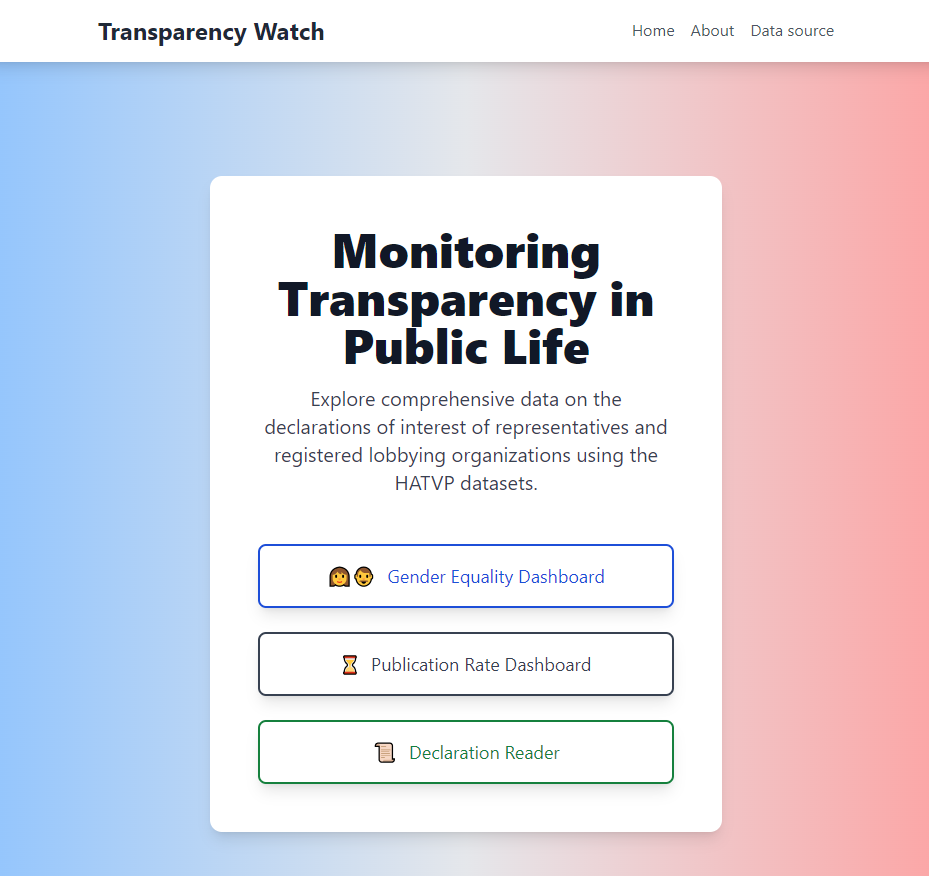 Transparency Watch
Home About Data source
Monitoring
Transparency in
Public Life
Explore comprehensive data on the
declarations of interest of representatives and
registered lobbying organizations using the
HATVP datasets.
Gender Equality Dashboard
Publication Rate Dashboard
Declaration Reader